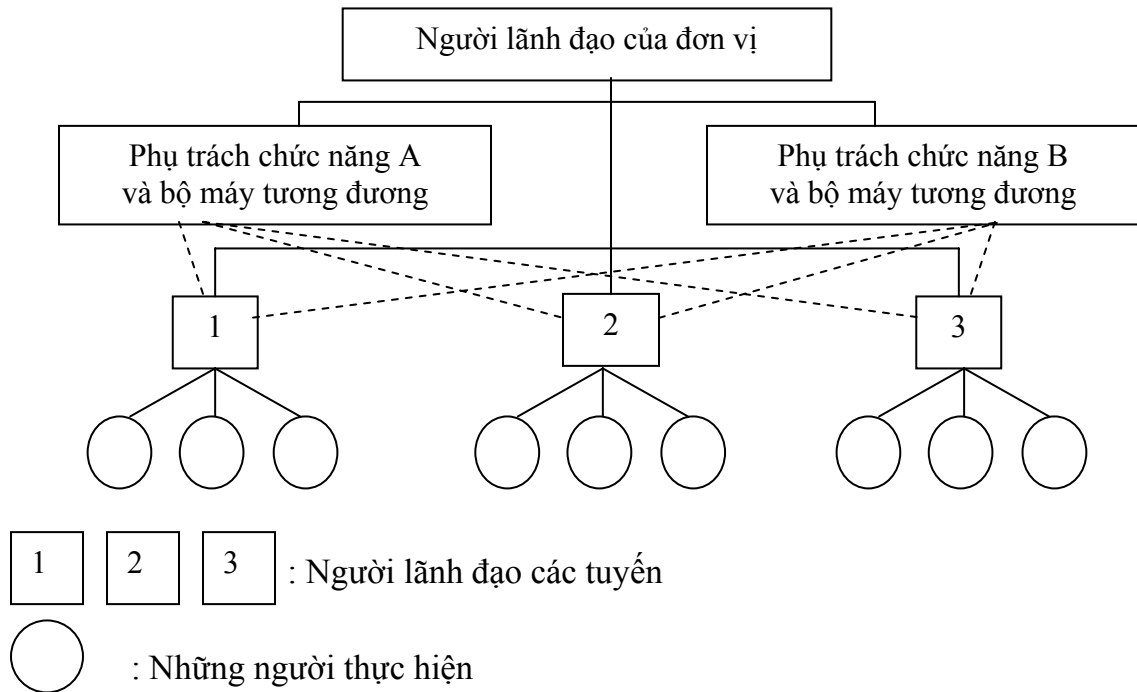 Người lãnh đạo của đơn vị
Phụ trách chức năng A
và bộ máy tương đương
Phụ trách chức năng B
và bộ máy tương đương
1
2
3
1 2 3 : Người lãnh đạo các tuyến
: Những người thực hiện